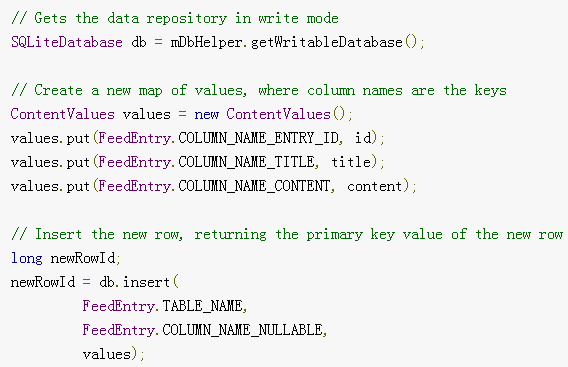 // Gets the data repository in write mode
SQLiteDatabase db = mDbHelper.getWritableDatabase();
// Create a new map of values, where column names are the keys
ContentValues values = new ContentValues();
values.put(FeedEntry.COLUMN_NAME_ENTRY_ID, id);
values.put(FeedEntry.COLUMN_NAME_TITLE, title);
values.put(FeedEntry.COLUMN_NAME_CONTENT, content);
// Insert the new row, returning the primary key value of the new row
long newRowId;
newRowId = db.insert(
FeedEntry.TABLE_NAME,
FeedEntry.COLUMN_NAME_NULLABLE,
values);